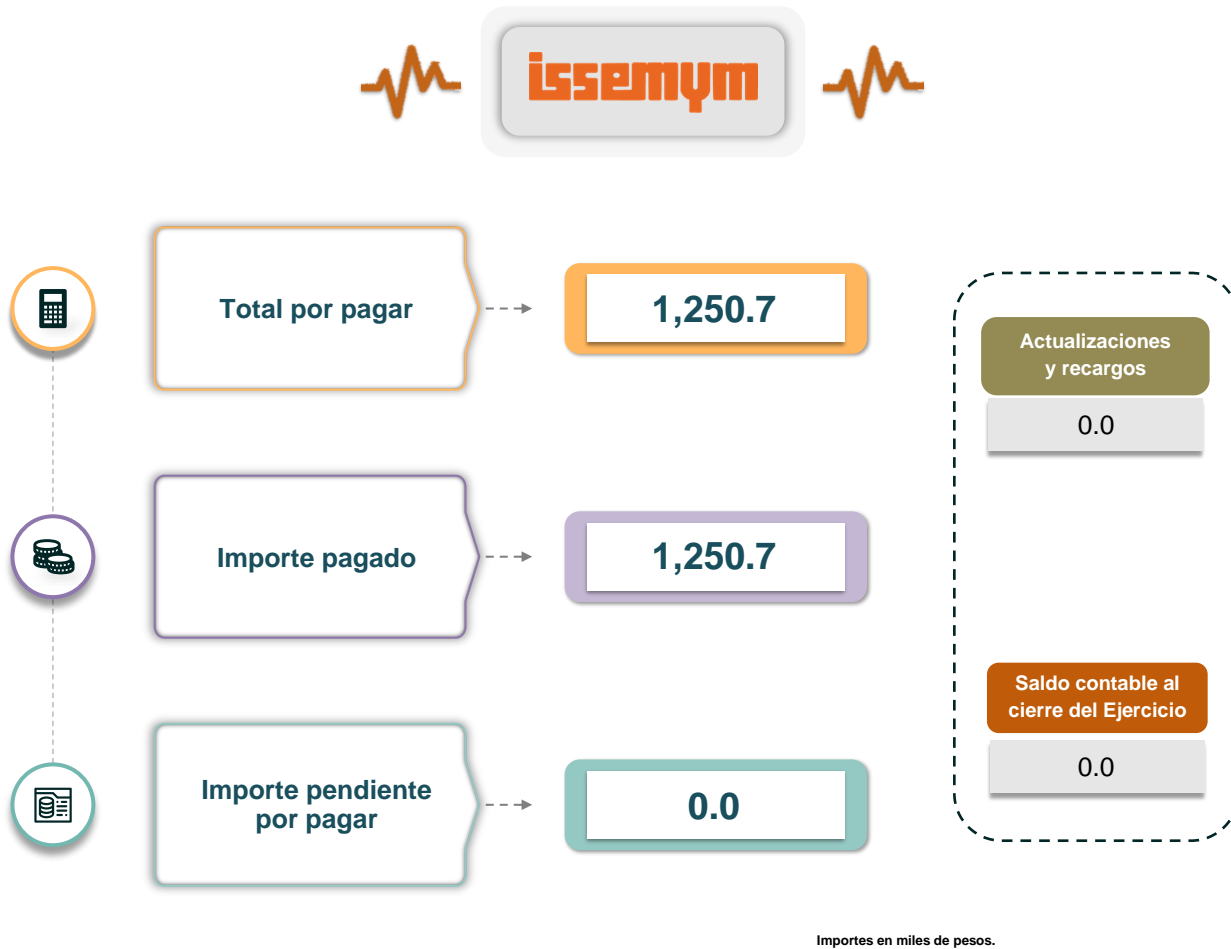 issemym
Total por pagar
1,250.7
Actualizaciones
y recargos
0.0
Importe pagado
1,250.7
Importe pendiente
por pagar
0.0
Saldo contable al
cierre del Ejercicio
0.0
Importes en miles de pesos.